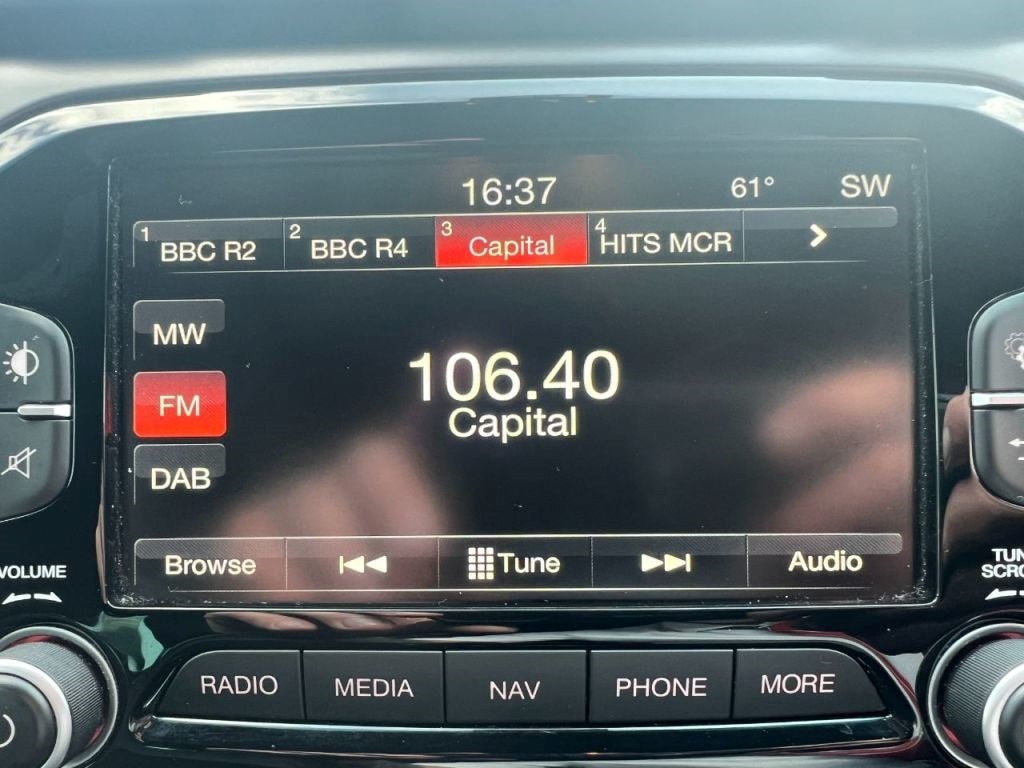 16:37 61° SW
1 BBC R2 2 BBC R4 3 Capital 4 HITS MCR
MW
FM
DAB
106.40
Capital
Browse Tune Audio
VOLUME
RADIO MEDIA NAV PHONE MORE